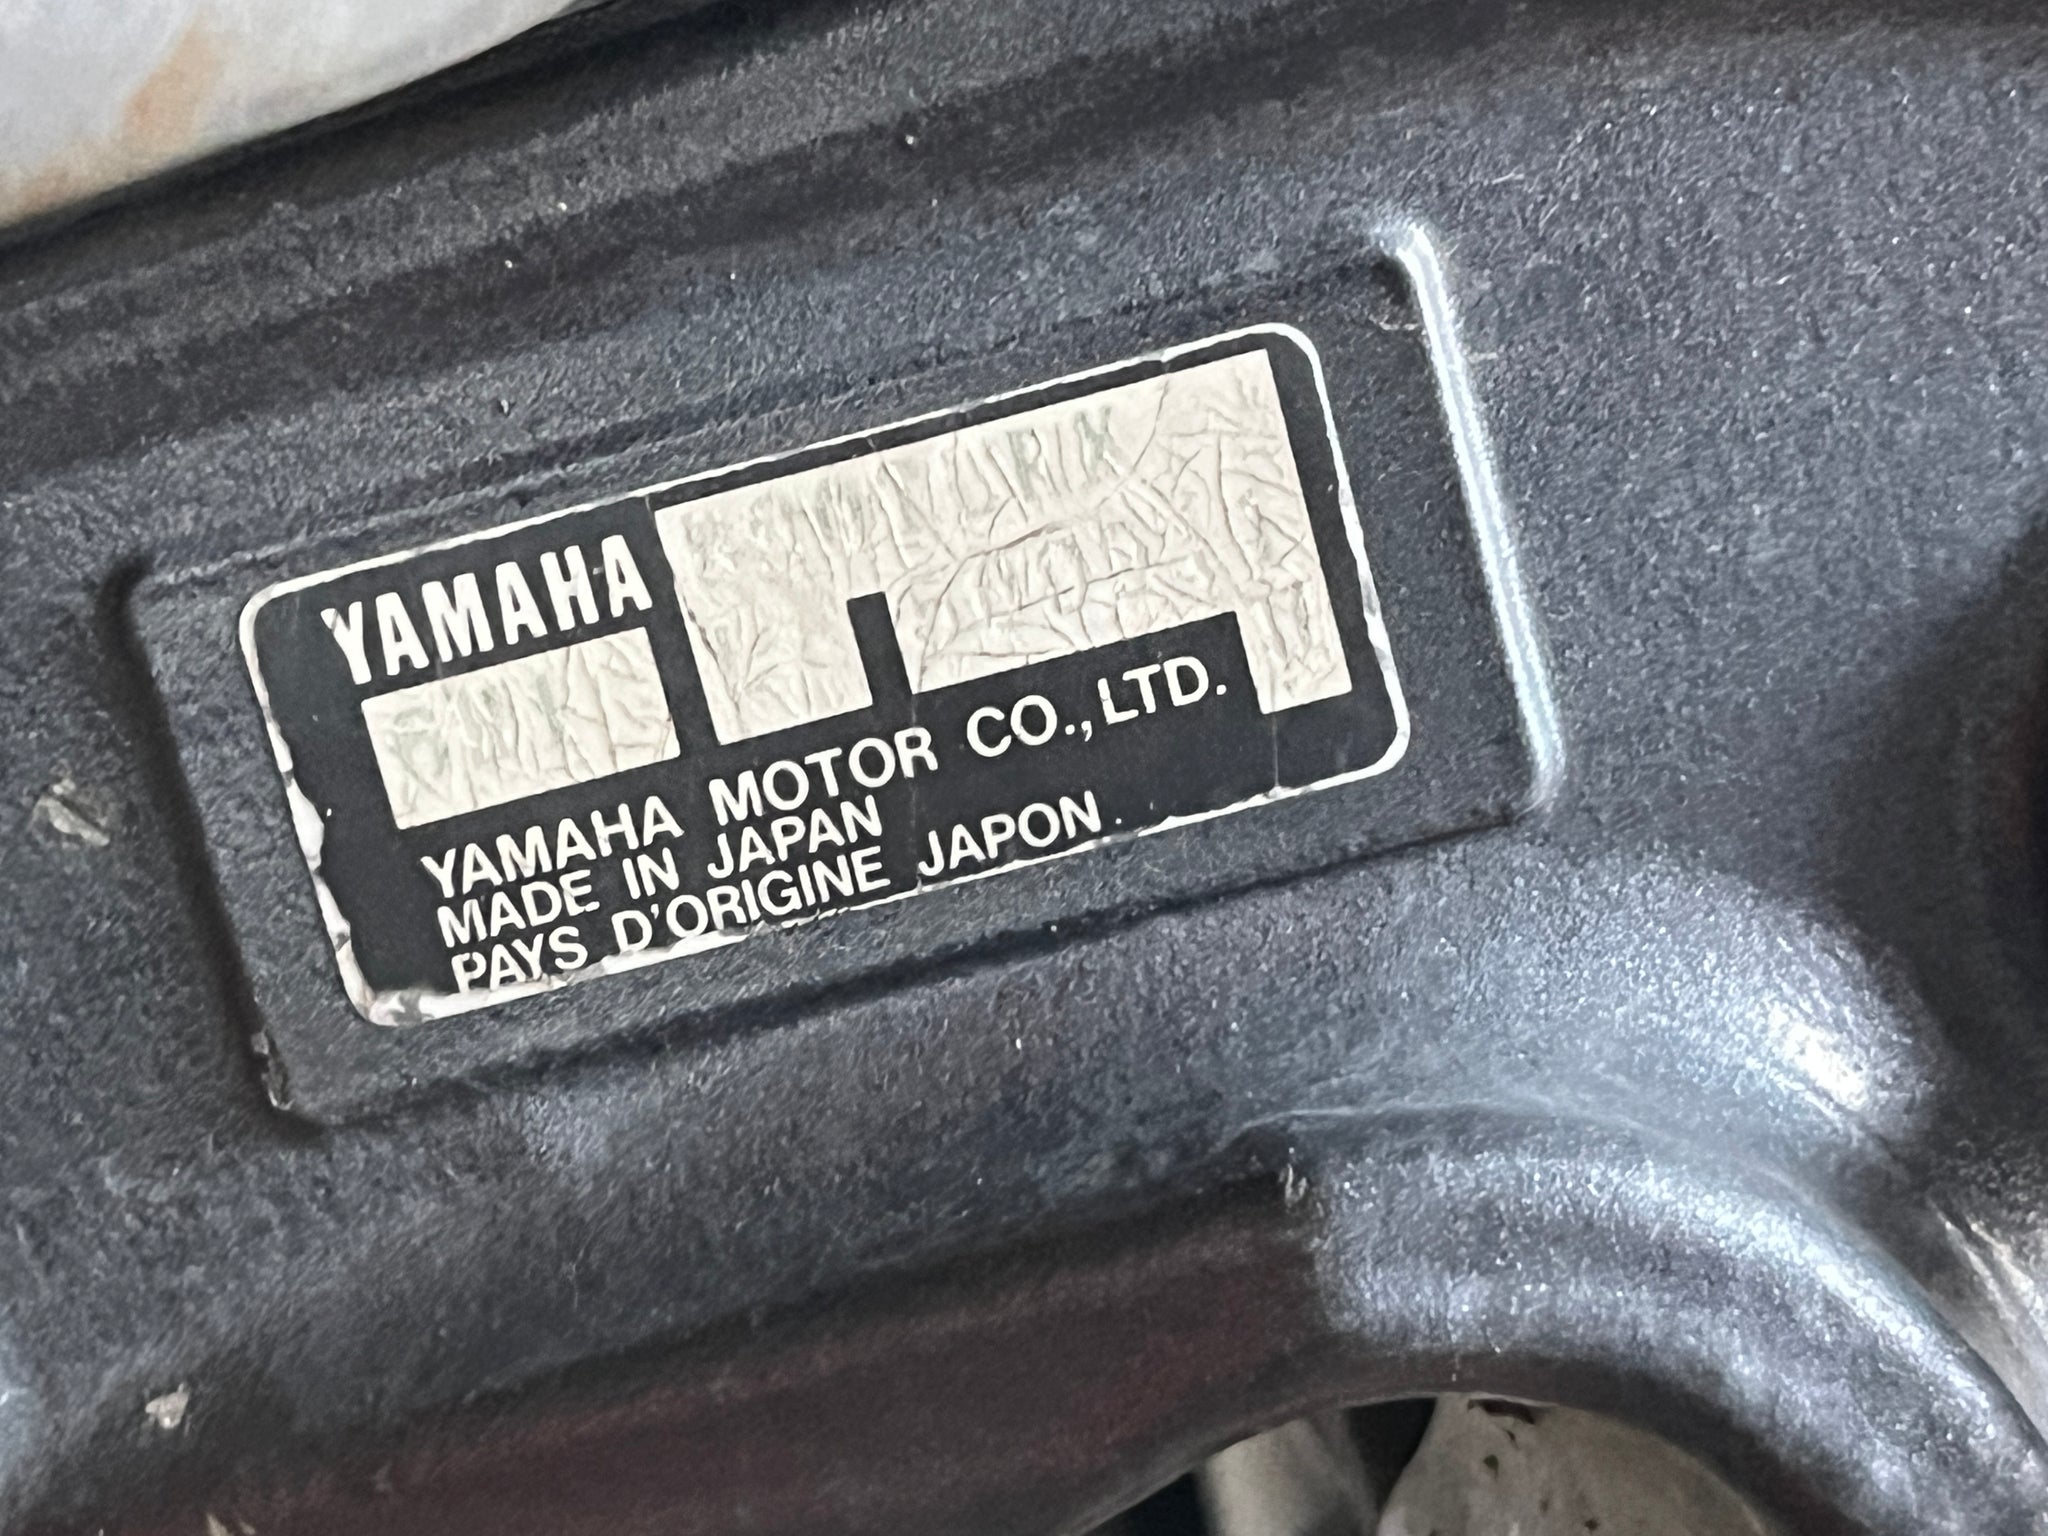 YAMAHA
YAMAHA MOTOR CO.,LTD.
MADE IN JAPAN
PAYS D'ORIGINE JAPON